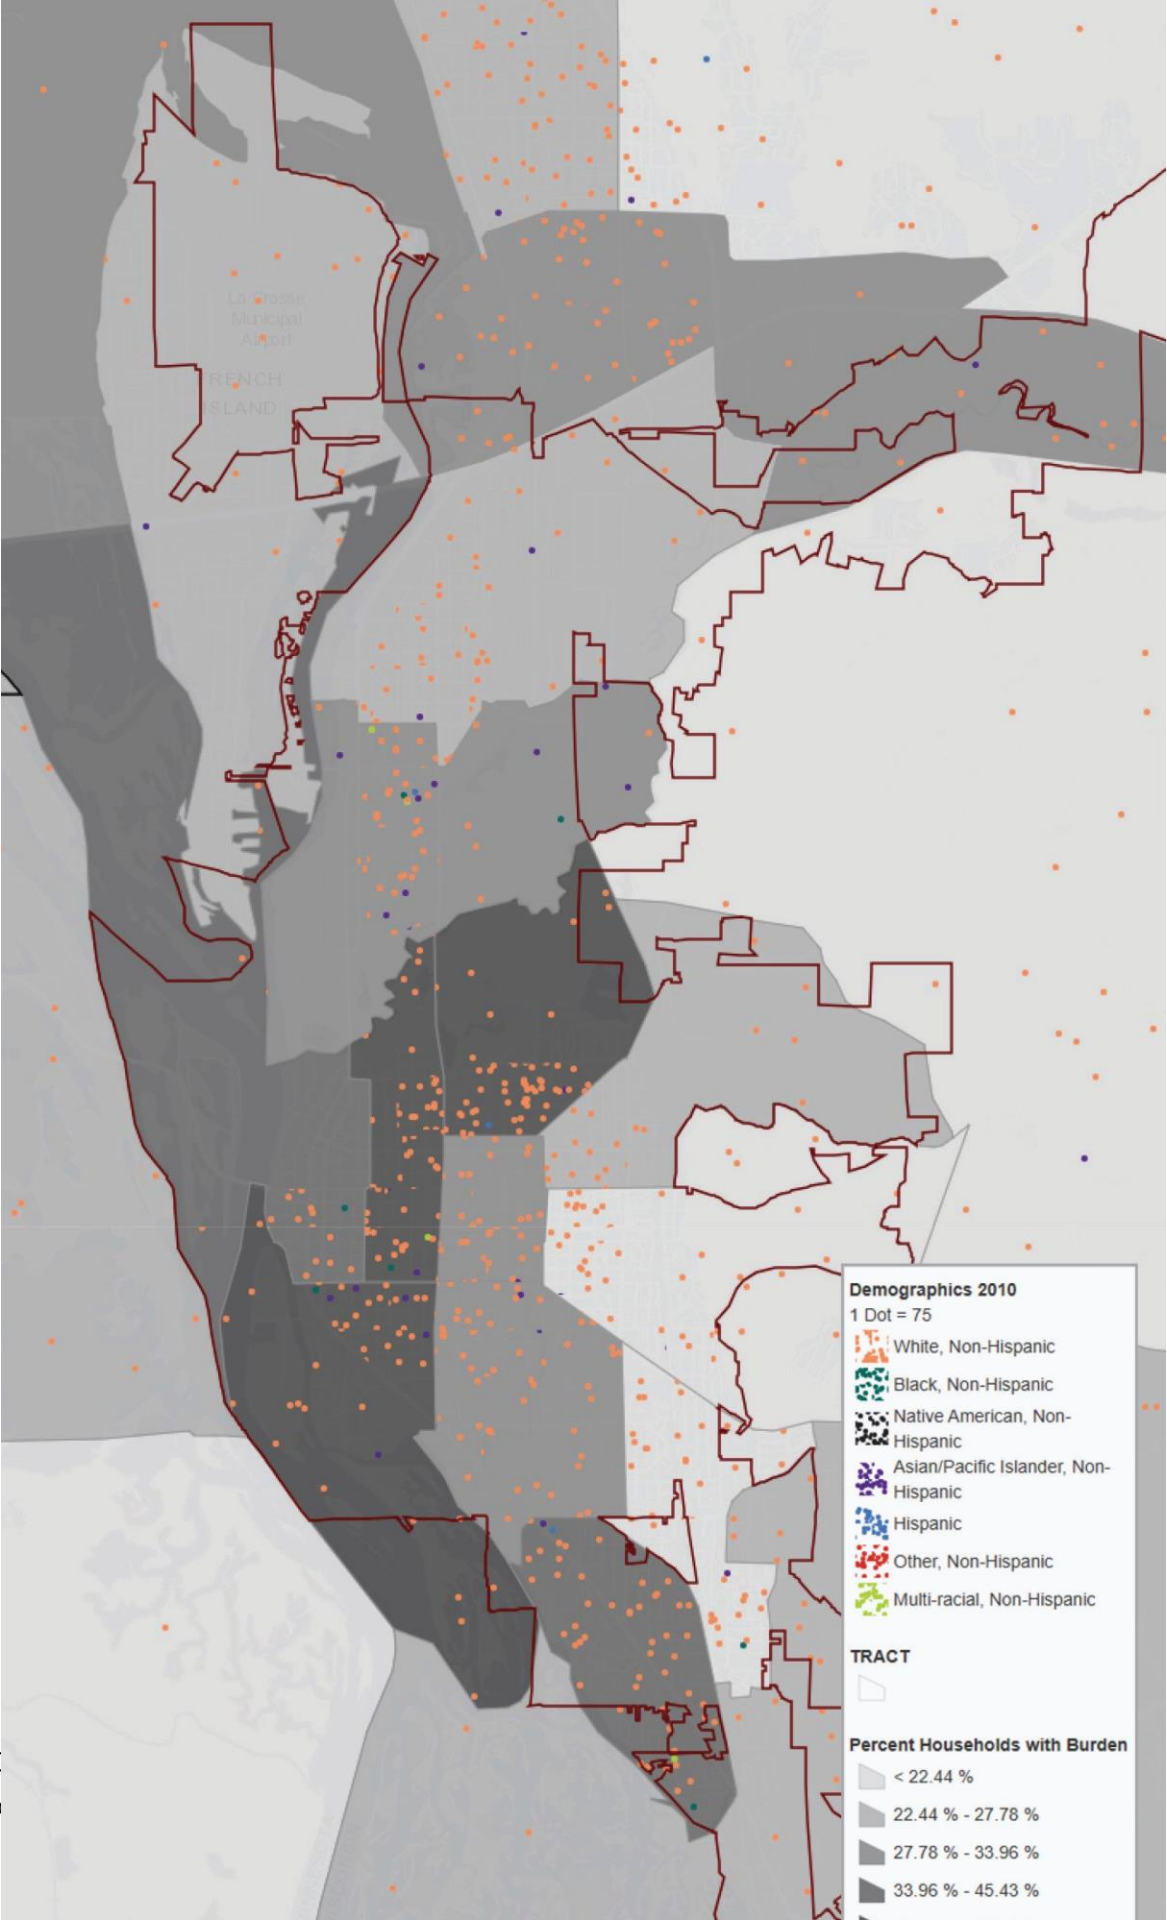 La Crosse
Municipal
Airport
FRENCH
ISLAND
Demographics 2010
1 Dot = 75
White, Non-Hispanic
Black, Non-Hispanic
Native American, Non-
Hispanic
Asian/Pacific Islander, Non-
Hispanic
Hispanic
Other, Non-Hispanic
Multi-racial, Non-Hispanic
TRACT
Percent Households with Burden
< 22.44 %
22.44 % - 27.78 %
27.78 % - 33.96 %
33.96 % - 45.43 %